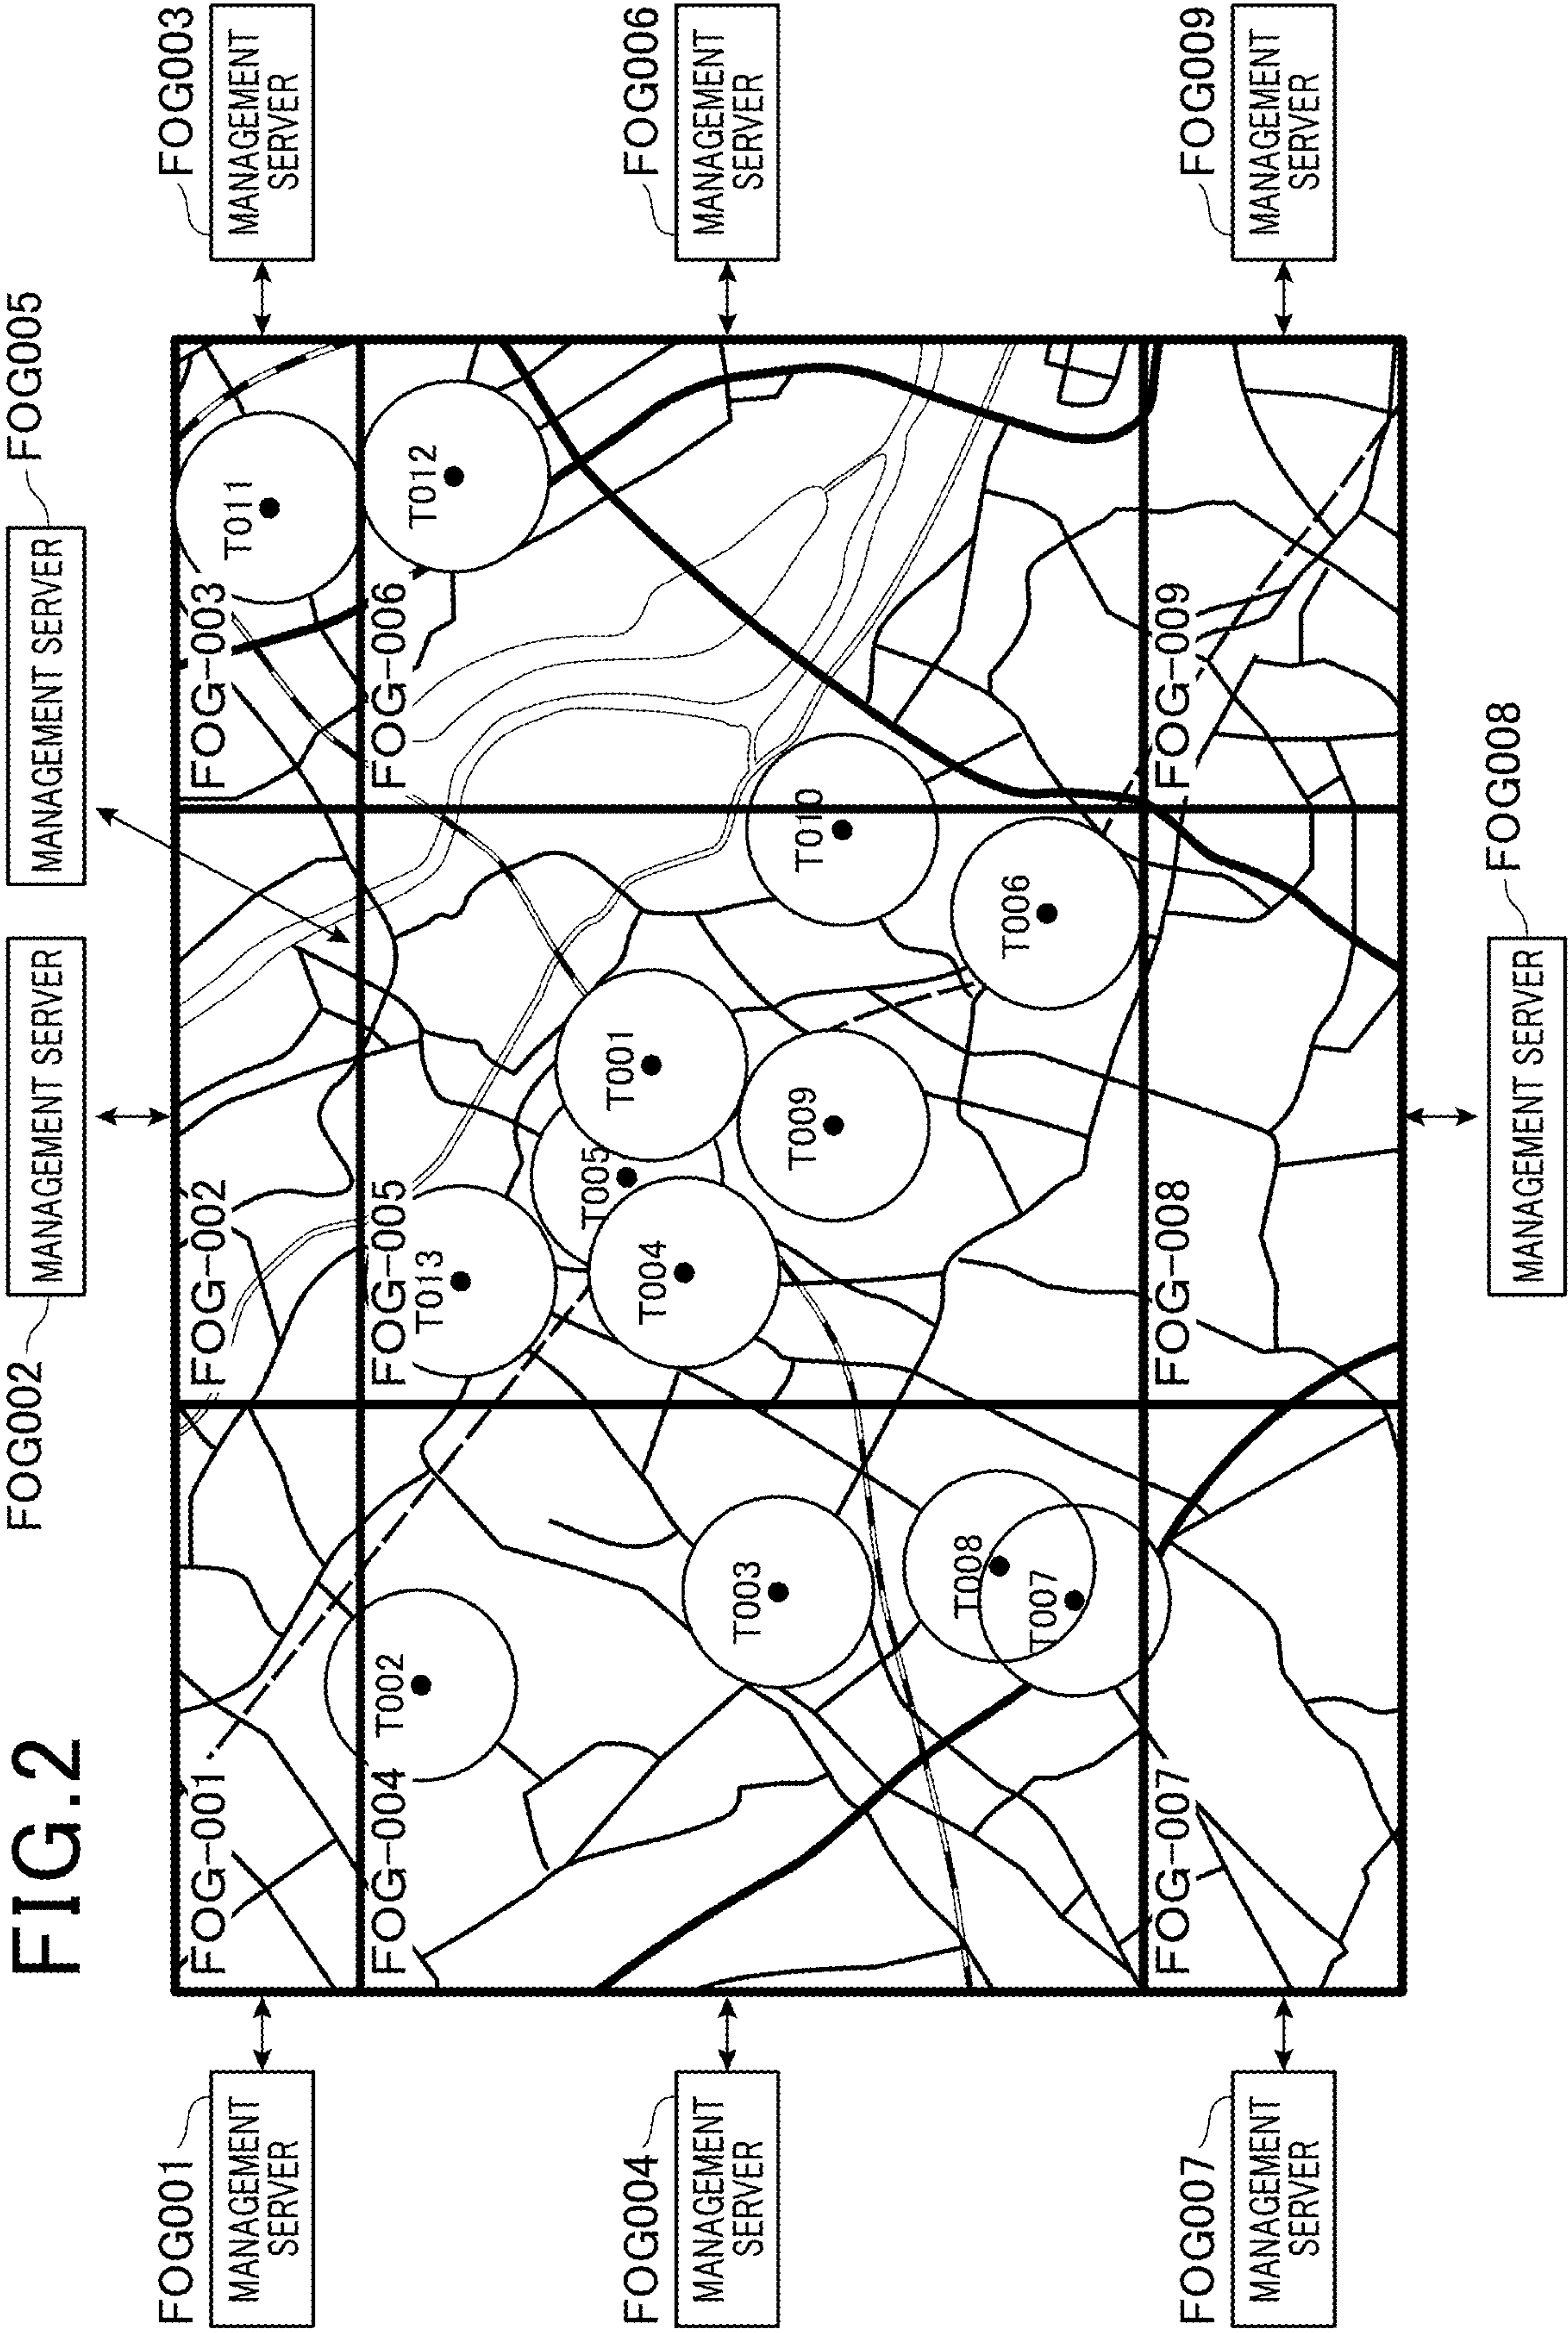 FIG.2
FOG002
MANAGEMENT SERVER
FOG005
MANAGEMENT SERVER
FOG001
MANAGEMENT
SERVER
FOG003
MANAGEMENT
SERVER
FOG-001
FOG-002
FOG-003
T011
FOG004
MANAGEMENT
SERVER
FOG006
MANAGEMENT
SERVER
FOG-004
FOG-005
FOG-006
T002
T013
T012
T005
T001
T004
T003
T009
T010
T008
T007
T006
FOG007
MANAGEMENT
SERVER
FOG009
MANAGEMENT
SERVER
FOG-007
FOG-008
FOG-009
MANAGEMENT SERVER
FOG008